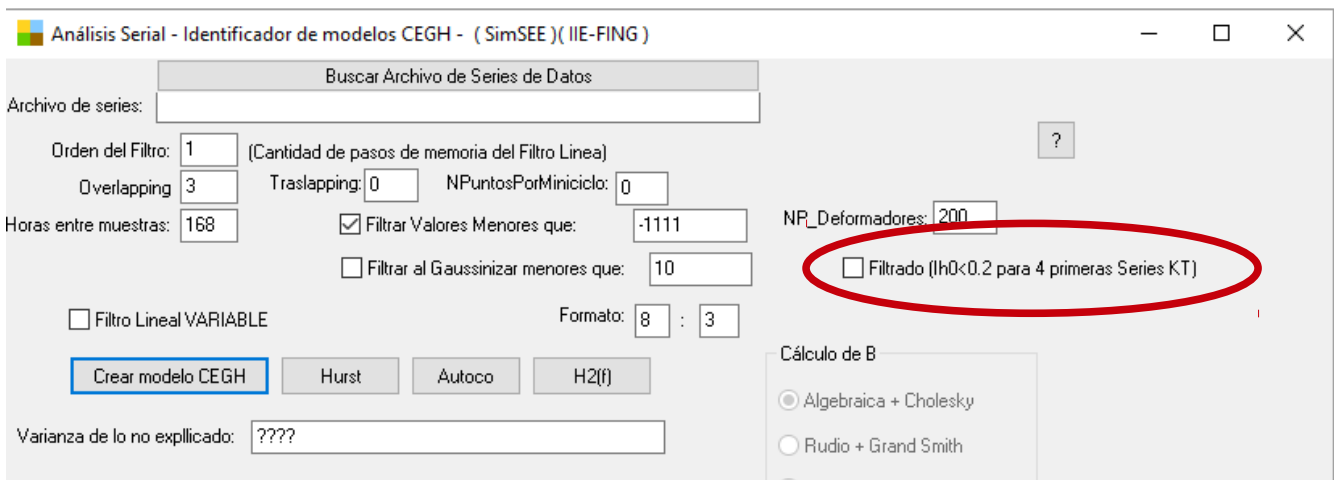 Análisis Serial - Identificador de modelos CEGH - ( SimSEE )( IIE-FING )
Buscar Archivo de Series de Datos
Archivo de series:
?
Orden del Filtro: 1 (Cantidad de pasos de memoria del Filtro Linea)
Overlapping 3 Traslapping: 0 NPuntosPorMiniciclo: 0
Horas entre muestras: 168 Filtrar Valores Menores que: -1111 NP_Deformadores: 200
Filtrar al Gaussinizar menores que: 10 Filtrado (Ih0<0.2 para 4 primeras Series KT)
Filtro Lineal VARIABLE Formato: 8 : 3
Crear modelo CEGH Hurst Autoco H2(f)
Cálculo de B
Algebraica + Cholesky
Varianza de lo no expllicado: ????
Rudio + Grand Smith